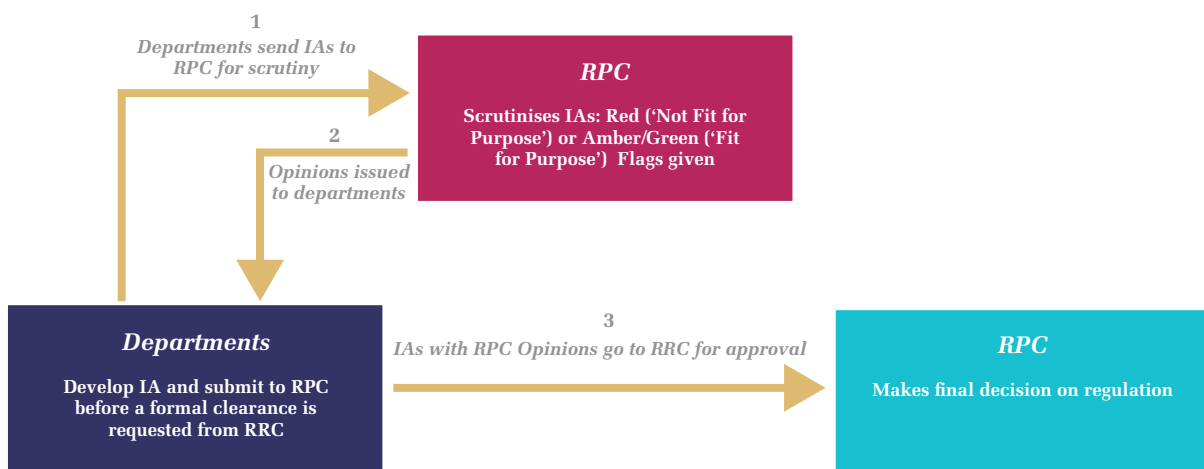 1
Departments send IAs to
RPC for scrutiny
RPC
Scrutinises IAs: Red (‘Not Fit for
Purpose’) or Amber/Green (‘Fit
for Purpose’) Flags given
2
Opinions issued
to departments
Departments
Develop IA and submit to RPC
before a formal clearance is
requested from RRC
3
IAs with RPC Opinions go to RRC for approval
RPC
Makes final decision on regulation